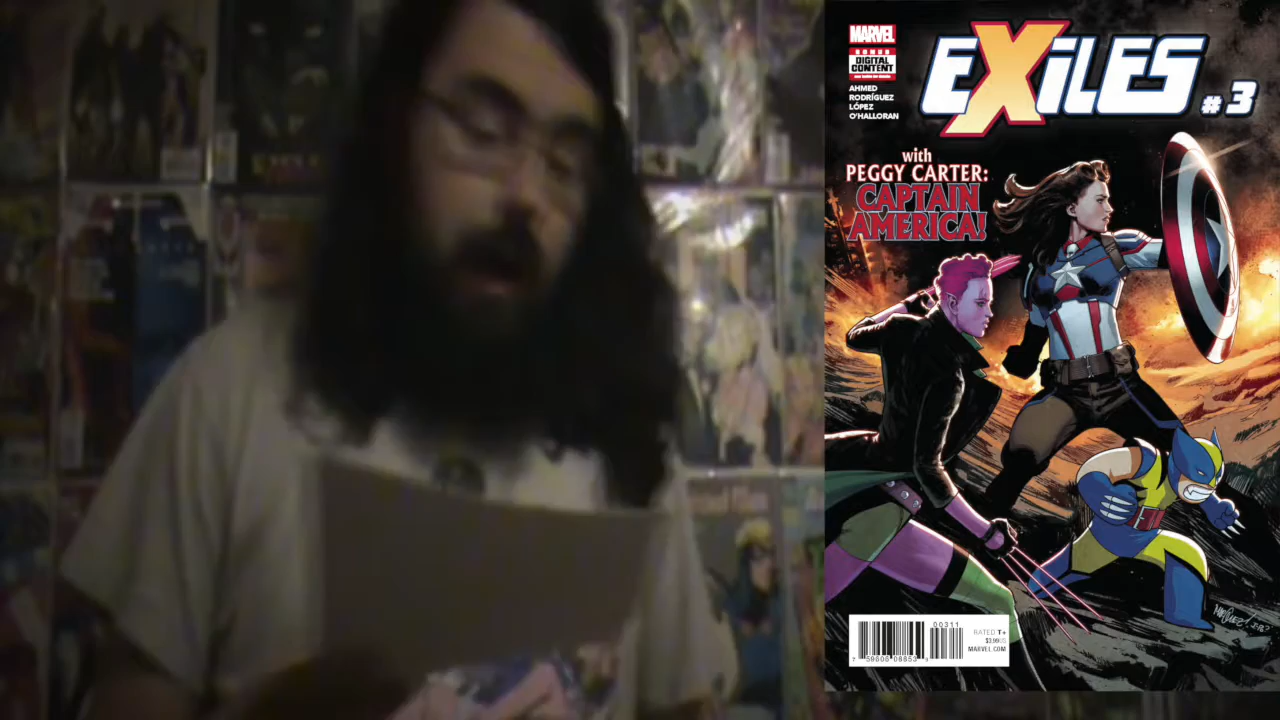 MARVEL
DIGITAL
CONTENT
AHMED
RODRÍGUEZ
LÓPEZ
O'HALLORAN
EXILES #3
with
PEGGY CARTER:
CAPTAIN
AMERICA!
00311
RATED T+
$3.99US
MARVEL.COM